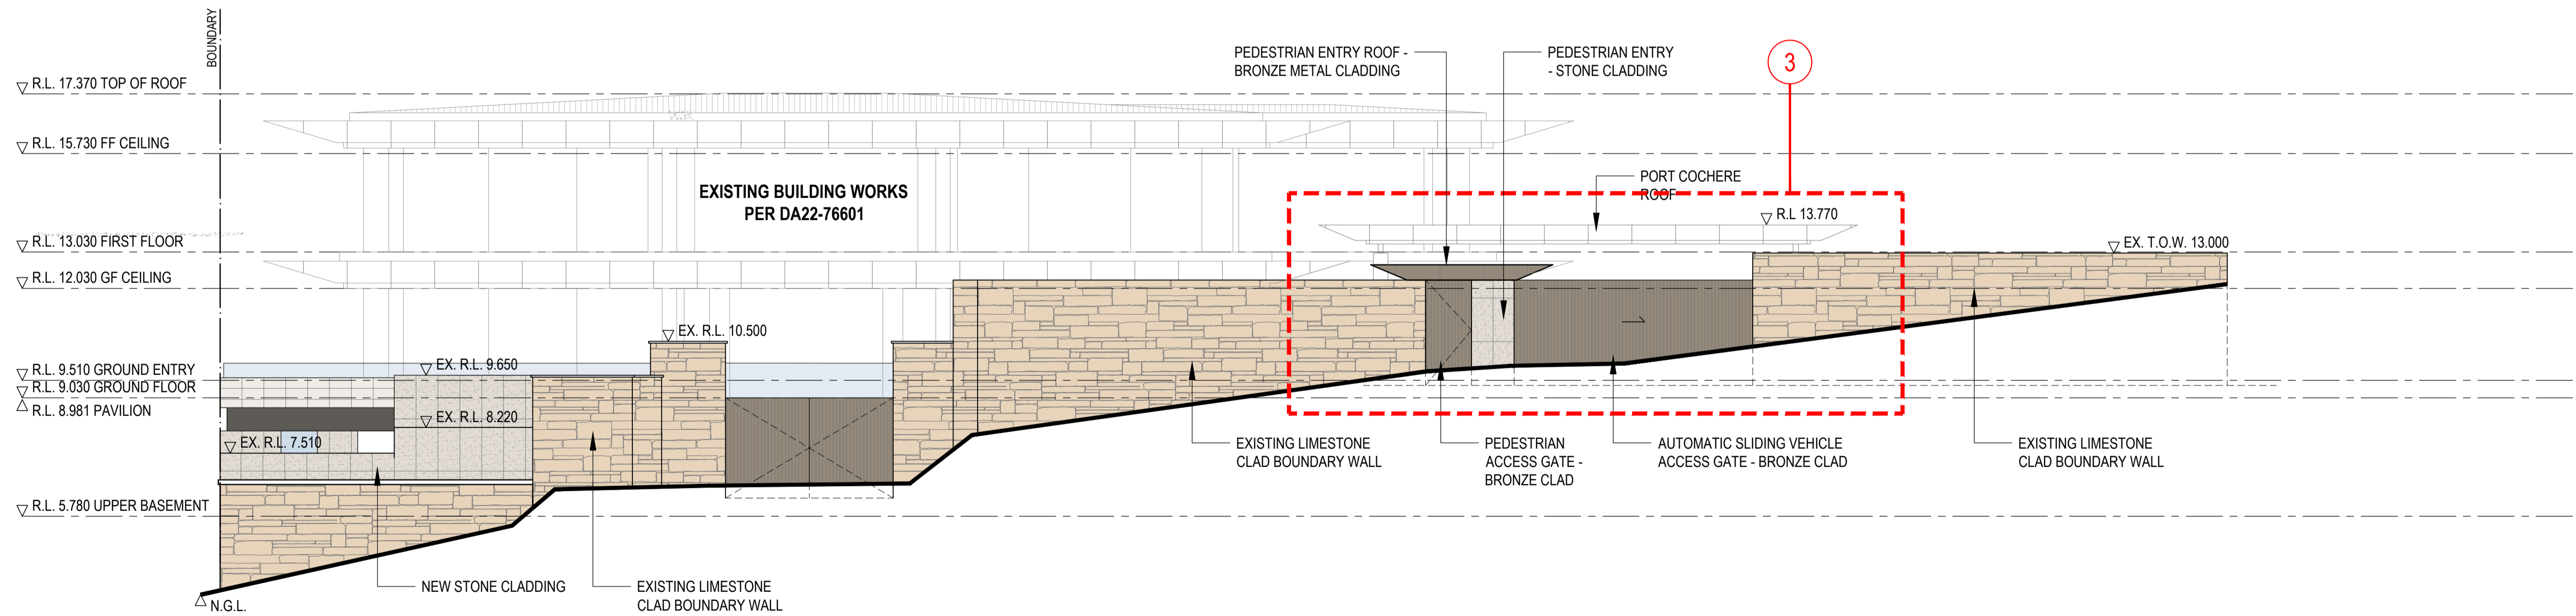 BOUNDARY
R.L. 17.370 TOP OF ROOF
R.L. 15.730 FF CEILING
R.L. 13.030 FIRST FLOOR
R.L. 12.030 GF CEILING
R.L. 9.510 GROUND ENTRY
R.L. 9.030 GROUND FLOOR
R.L. 8.981 PAVILION
R.L. 5.780 UPPER BASEMENT
N.G.L.
EXISTING BUILDING WORKS
PER DA22-76601
EX. R.L. 10.500
EX. R.L. 9.650
EX. R.L. 8.220
EX. R.L. 7.510
NEW STONE CLADDING
EXISTING LIMESTONE
CLAD BOUNDARY WALL
PEDESTRIAN ENTRY ROOF -
BRONZE METAL CLADDING
PEDESTRIAN ENTRY
- STONE CLADDING
3
PORT COCHERE
ROOF
R.L 13.770
EX. T.O.W. 13.000
EXISTING LIMESTONE
CLAD BOUNDARY WALL
PEDESTRIAN
ACCESS GATE -
BRONZE CLAD
AUTOMATIC SLIDING VEHICLE
ACCESS GATE - BRONZE CLAD
EXISTING LIMESTONE
CLAD BOUNDARY WALL